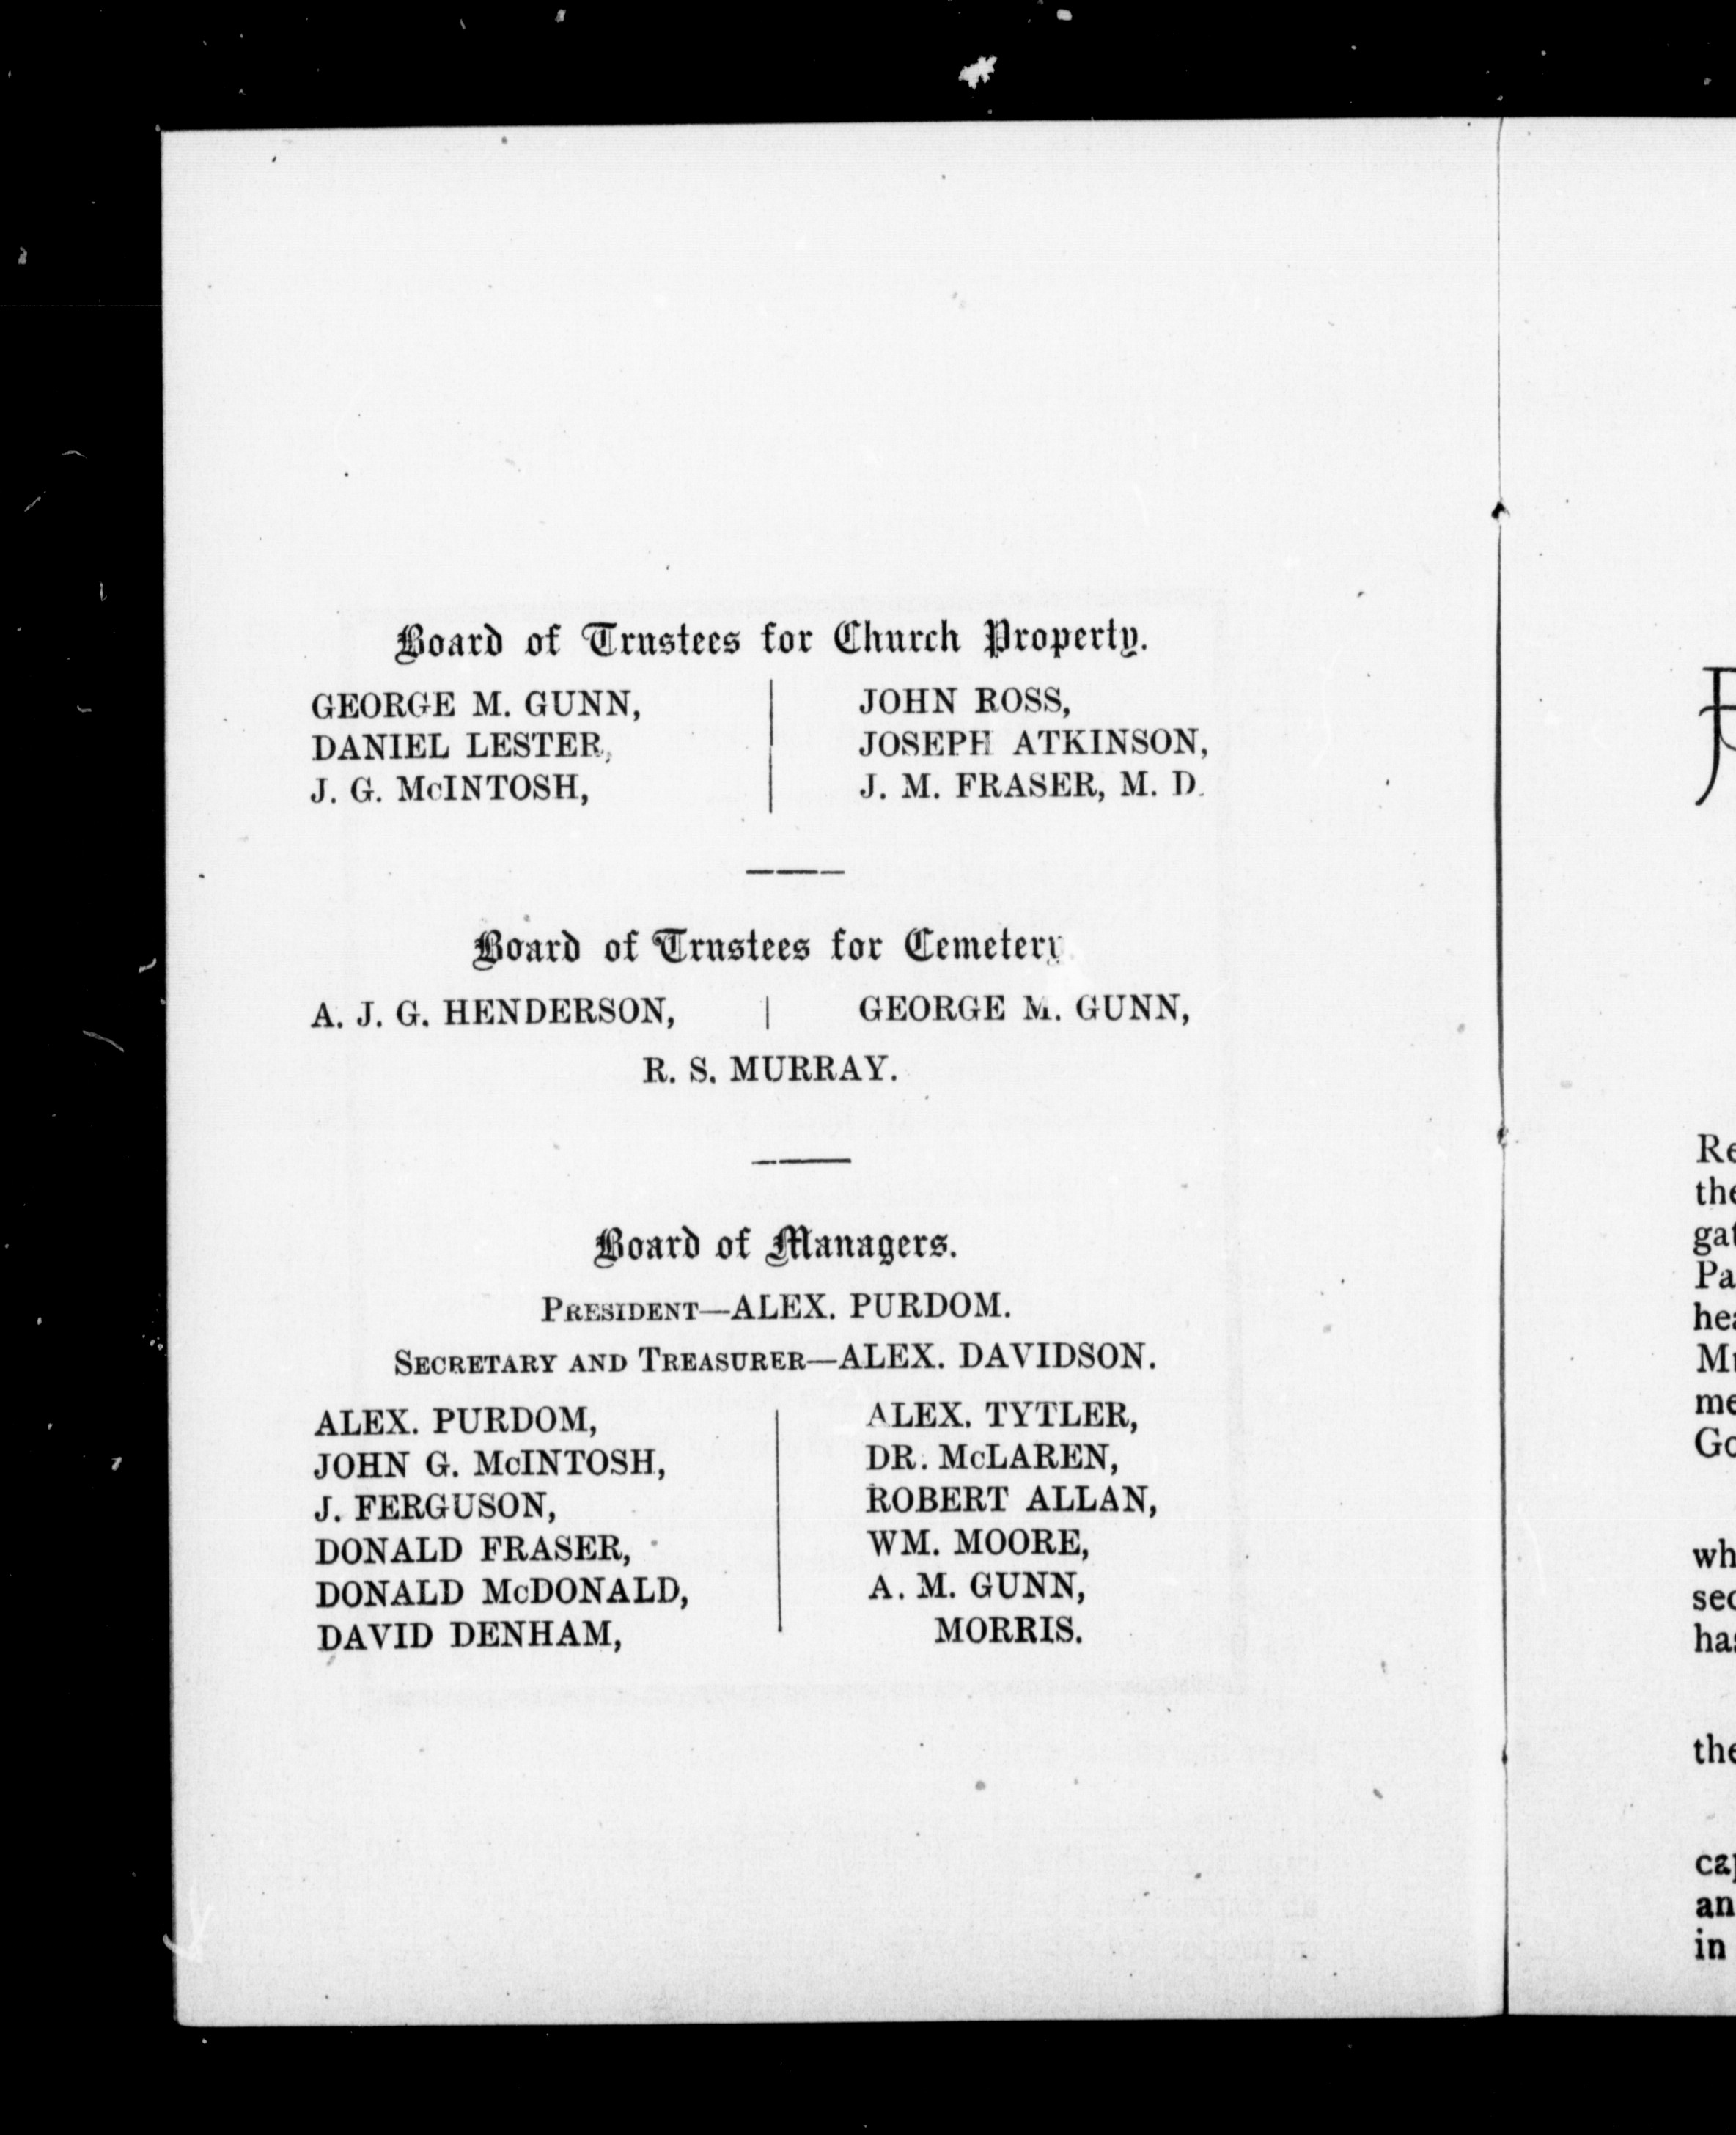 Board of Trustees for Church Property.
GEORGE M. GUNN,
DANIEL LESTER,
J. G. McINTOSH,
JOHN ROSS,
JOSEPH ATKINSON,
J. M. FRASER, M. D.
Board of Trustees for Cemetery
A. J. G. HENDERSON,
GEORGE M. GUNN,
R. S. MURRAY.
Board of Managers.
PRESIDENT—ALEX. PURDOM.
SECRETARY AND TREASURER—ALEX. DAVIDSON.
ALEX. PURDOM,
JOHN G. McINTOSH,
J. FERGUSON,
DONALD FRASER,
DONALD McDONALD,
DAVID DENHAM,
ALEX. TYTLER,
DR. McLAREN,
ROBERT ALLAN,
WM. MOORE,
A. M. GUNN,
MORRIS.